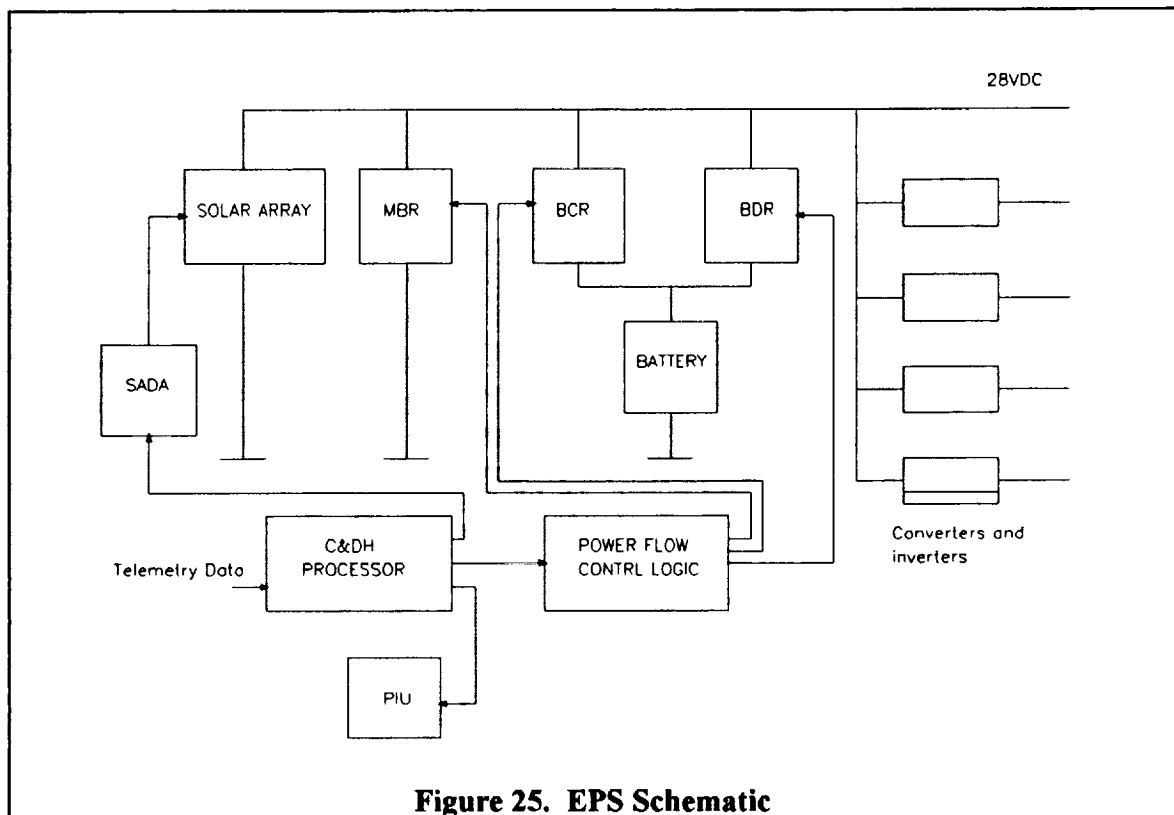 28VDC
SOLAR ARRAY
MBR
BCR
BDR
SADA
BATTERY
C&DH
PROCESSOR
POWER FLOW
CONTRL LOGIC
Telemetry Data
Converters and
inverters
PIU
Figure 25. EPS Schematic